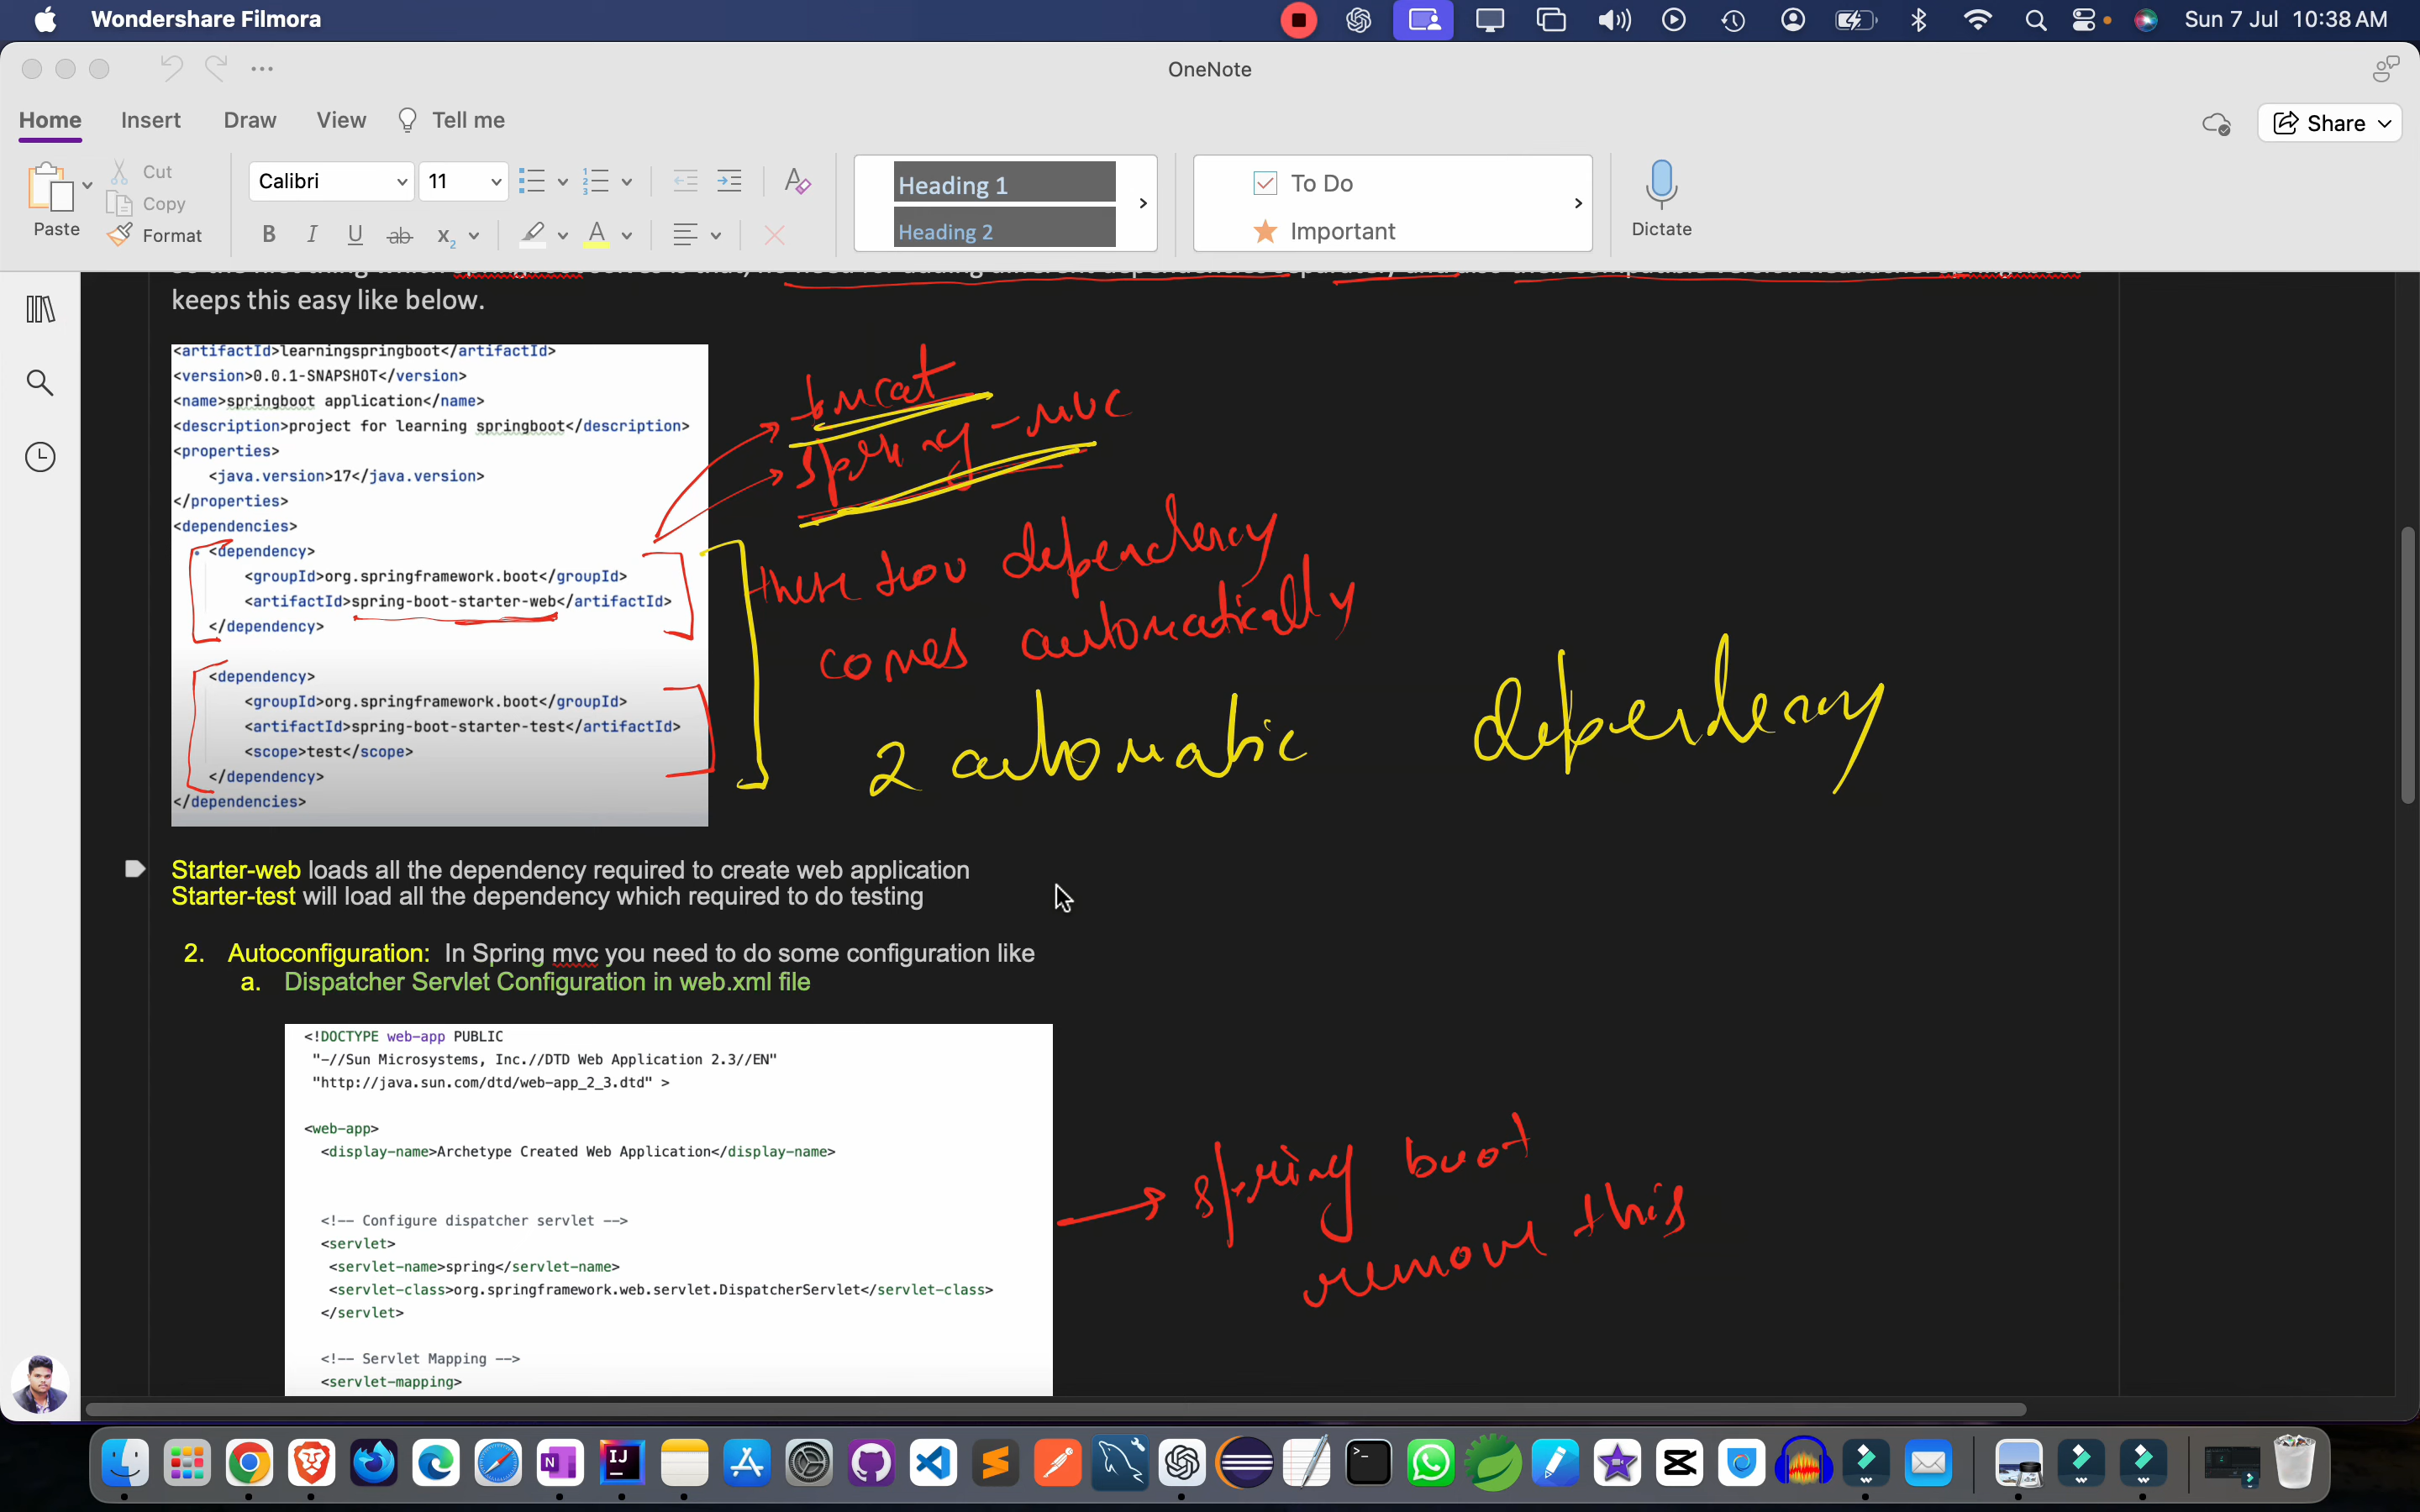 Wondershare Filmora
Sun 7 Jul 10:38 AM
OneNote
Home Insert Draw View Tell me
Share
Paste
Cut
Copy
Format
Calibri
11
Heading 1
Heading 2
To Do
Important
Dictate
keeps this easy like below.
<artifactId>learningspringboot</artifactId>
<version>0.0.1-SNAPSHOT</version>
<name>springboot application</name>
<description>project for learning springboot</description>
<properties>
<java.version>17</java.version>
</properties>
<dependencies>
<dependency>
<groupId>org.springframework.boot</groupId>
<artifactId>spring-boot-starter-web</artifactId>
</dependency>
<dependency>
<groupId>org.springframework.boot</groupId>
<artifactId>spring-boot-starter-test</artifactId>
<scope>test</scope>
</dependency>
</dependencies>
spring-mvc
dependency
comes automatically
2 automatic dependency
Starter-web loads all the dependency required to create web application
Starter-test will load all the dependency which required to do testing
2. Autoconfiguration: In Spring mvc you need to do some configuration like
a. Dispatcher Servlet Configuration in web.xml file
<!DOCTYPE web-app PUBLIC
"-//Sun Microsystems, Inc.//DTD Web Application 2.3//EN"
"http://java.sun.com/dtd/web-app_2_3.dtd" >
<web-app>
<display-name>Archetype Created Web Application</display-name>
<!-- Configure dispatcher servlet -->
<servlet>
<servlet-name>spring</servlet-name>
<servlet-class>org.springframework.web.servlet.DispatcherServlet</servlet-class>
</servlet>
<!-- Servlet Mapping -->
<servlet-mapping>
spring boot
remove this